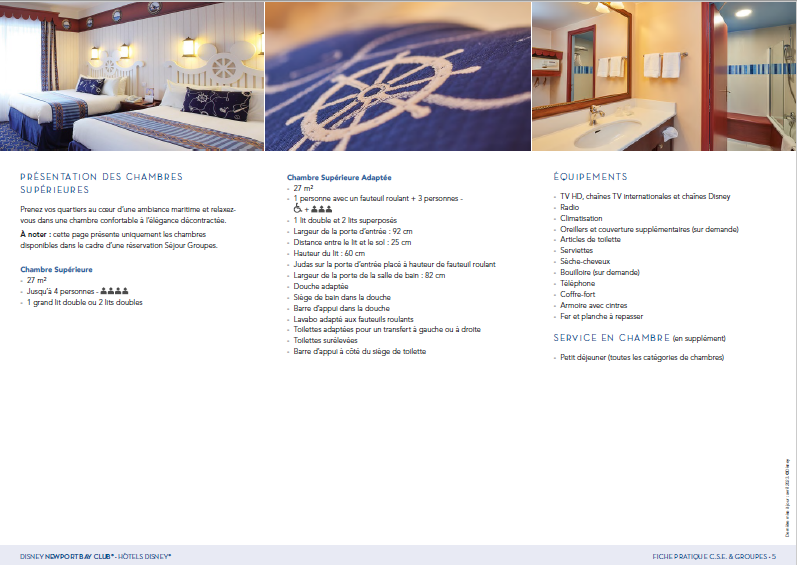 PRÉSENTATION DES CHAMBRES
SUPÉRIEURES
Prenez vos quartiers au cœur d'une ambiance maritime et relaxez-
vous dans une chambre confortable à l'élégance décontractée.
À noter : cette page présente uniquement les chambres
disponibles dans le cadre d'une réservation Séjour Groupes.
Chambre Supérieure
- 27 m²
- Jusqu'à 4 personnes -
- 1 grand lit double ou 2 lits doubles
Chambre Supérieure Adaptée
- 27 m²
- 1 personne avec un fauteuil roulant + 3 personnes -
+
- 1 lit double et 2 lits superposés
- Largeur de la porte d'entrée : 92 cm
- Distance entre le lit et le sol : 25 cm
- Hauteur du lit : 60 cm
- Judas sur la porte d'entrée placé à hauteur de fauteuil roulant
- Largeur de la porte de la salle de bain : 82 cm
- Douche adaptée
- Siège de bain dans la douche
- Barre d'appui dans la douche
- Lavabo adapté aux fauteuils roulants
- Toilettes adaptées pour un transfert à gauche ou à droite
- Toilettes surélevées
- Barre d'appui à côté du siège de toilette
ÉQUIPEMENTS
- TV HD, chaînes TV internationales et chaînes Disney
- Radio
- Climatisation
- Oreillers et couverture supplémentaires (sur demande)
- Articles de toilette
- Serviettes
- Sèche-cheveux
- Bouilloire (sur demande)
- Téléphone
- Coffre-fort
- Armoire avec cintres
- Fer et planche à repasser
SERVICE EN CHAMBRE (en supplément)
- Petit déjeuner (toutes les catégories de chambres)
Dernière mise à jour : avril 2023. ©Disney
DISNEY NEWPORT BAY CLUB® - HÔTELS DISNEY®
FICHE PRATIQUE C.S.E. & GROUPES - 5